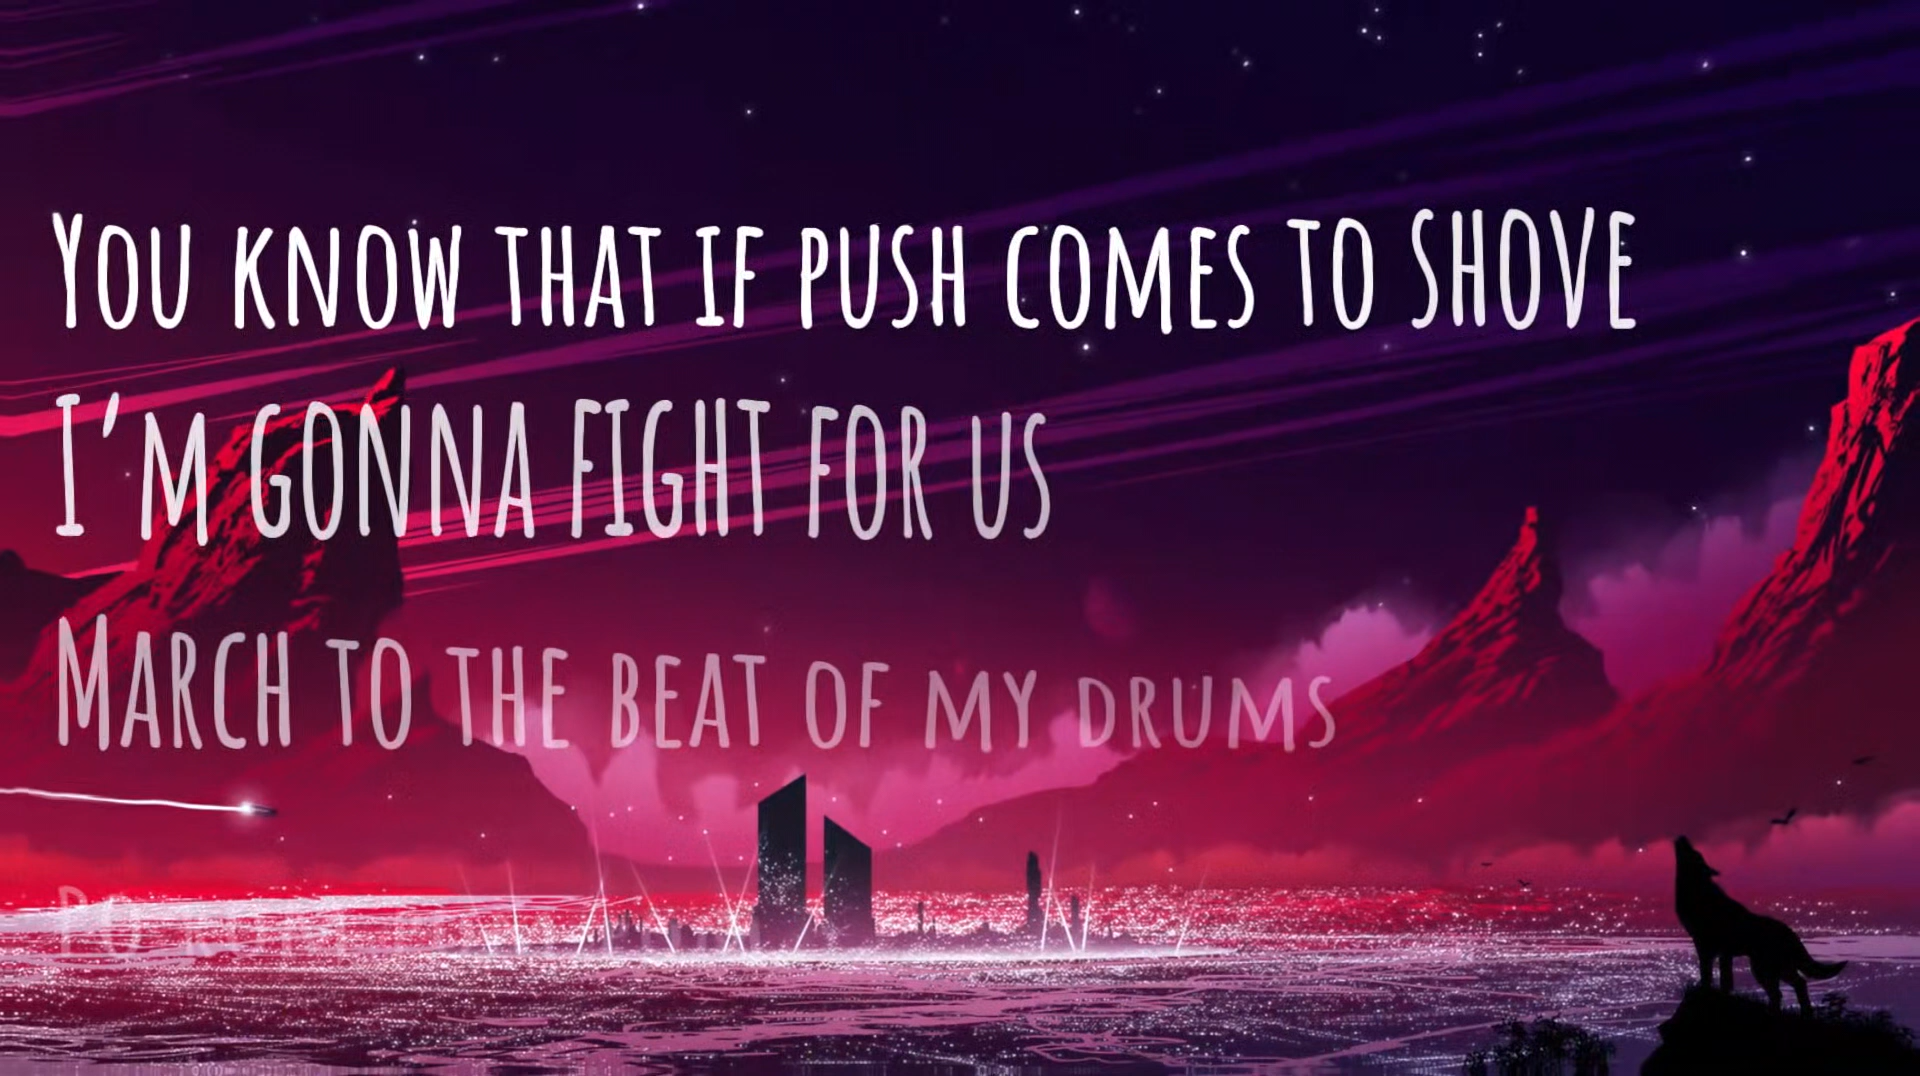 You know that if push comes to shove
I'm gonna fight for us
March to the beat of my drums